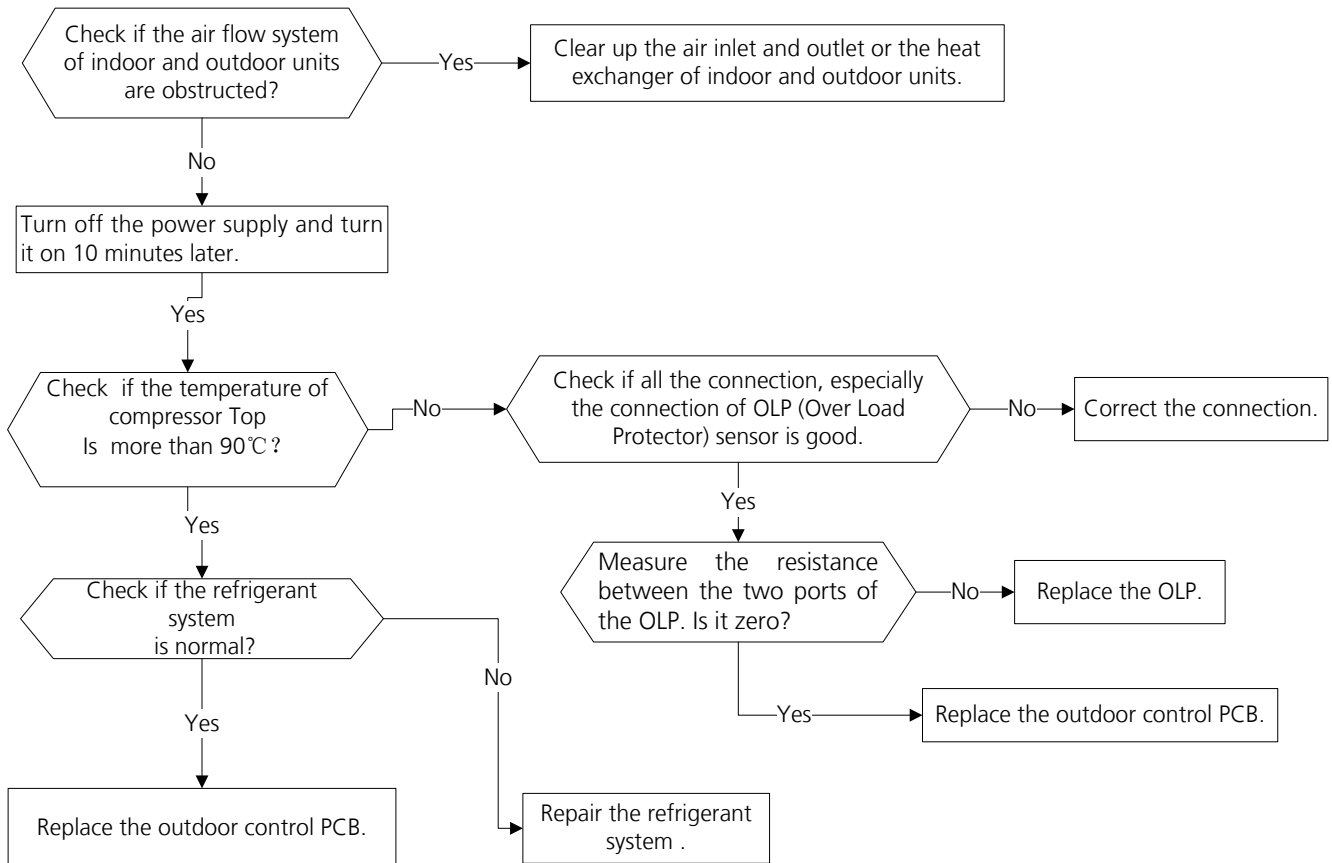 Check if the air flow system
of indoor and outdoor units
are obstructed?
Yes
Clear up the air inlet and outlet or the heat
exchanger of indoor and outdoor units.
No
Turn off the power supply and turn
it on 10 minutes later.
Yes
Check if the temperature of
compressor Top
Is more than 90℃?
No
Check if all the connection, especially
the connection of OLP (Over Load
Protector) sensor is good.
No
Correct the connection.
Yes
Yes
Measure the resistance
between the two ports of
the OLP. Is it zero?
No
Replace the OLP.
Check if the refrigerant
system
is normal?
No
Yes
Yes
Replace the outdoor control PCB.
Replace the outdoor control PCB.
Repair the refrigerant
system .